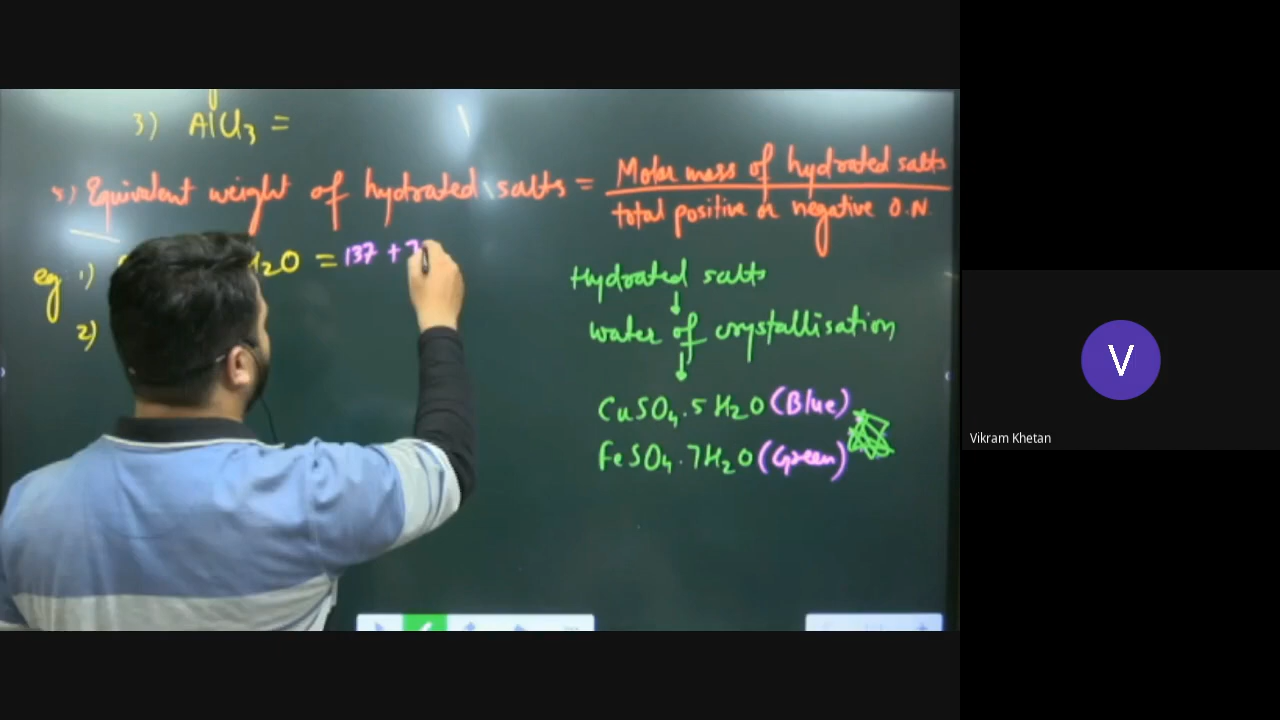 3) AlCl₃ =
5) Equivalent weight of hydrated salts = Molar mass of hydrated salts
total positive or negative O.N.
eg 1) H₂O = 137 +
2)
Hydrated salts
↓
water of crystallisation
↓
CuSO₄.5H₂O (Blue)
FeSO₄.7H₂O (Green)
V
Vikram Khetan